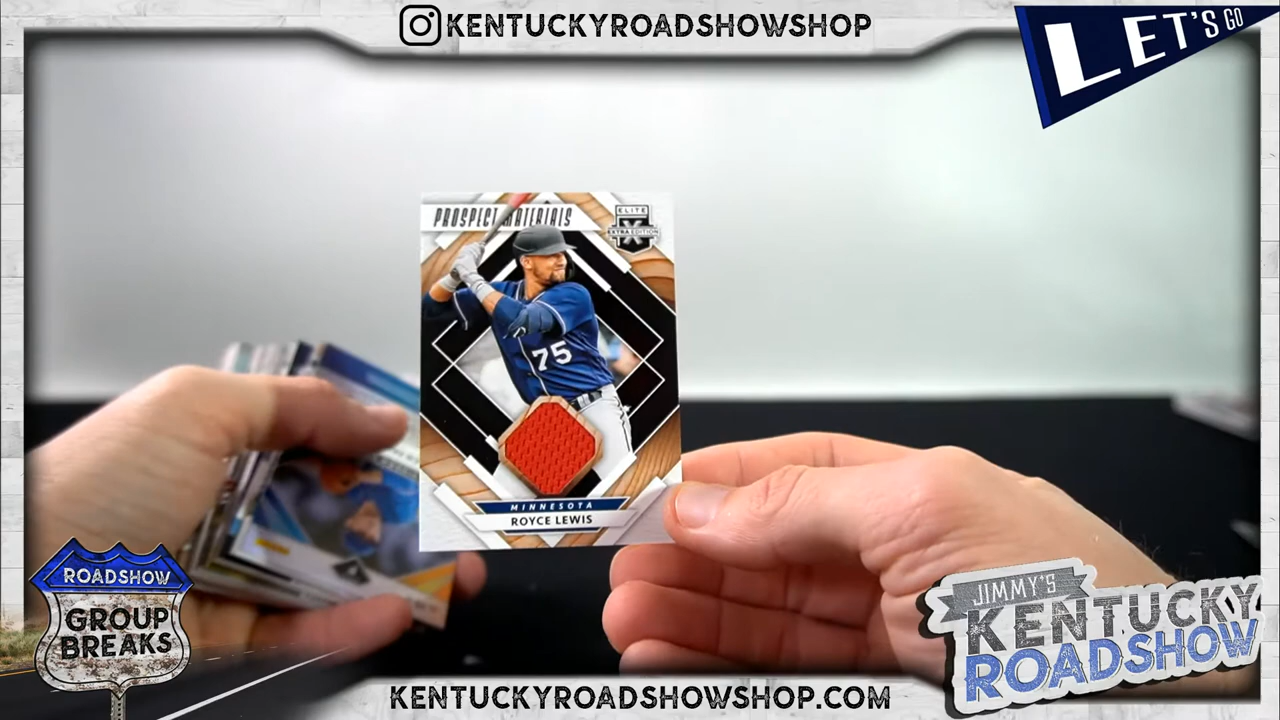 KENTUCKYROADSHOWSHOP
LET'S GO
PROSPECT MATERIALS
ELITE
X
EXTRA EDITION
75
MINNESOTA
ROYCE LEWIS
ROADSHOW
GROUP
BREAKS
JIMMY'S
KENTUCKY
ROADSHOW
KENTUCKYROADSHOWSHOP.COM